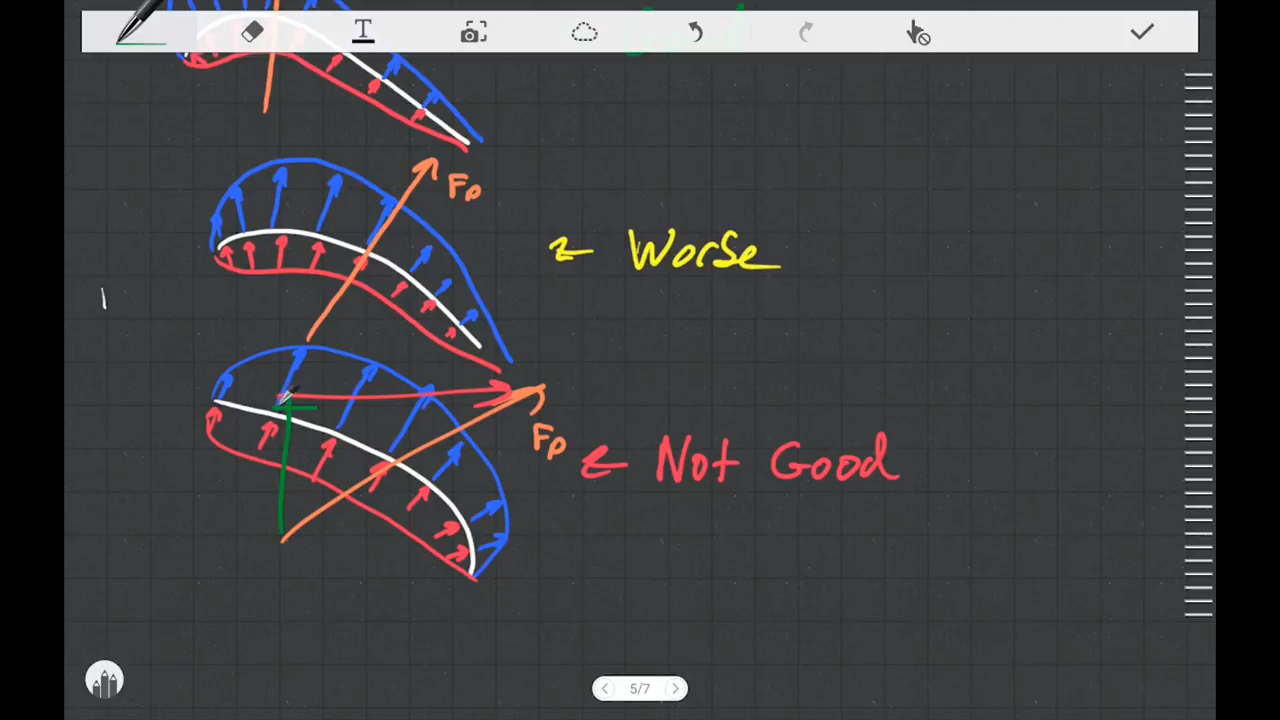 T
Fp
← Worse
Fp
← Not Good
5/7